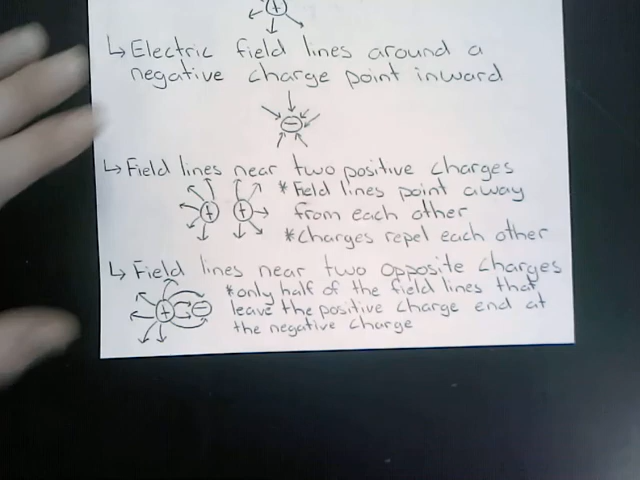 +
↳ Electric field lines around a
negative charge point inward
−
↳ Field lines near two positive charges
+ + * Field lines point away
from each other
* Charges repel each other
↳ Field lines near two opposite charges
* only half of the field lines that
+ − leave the positive charge end at
the negative charge